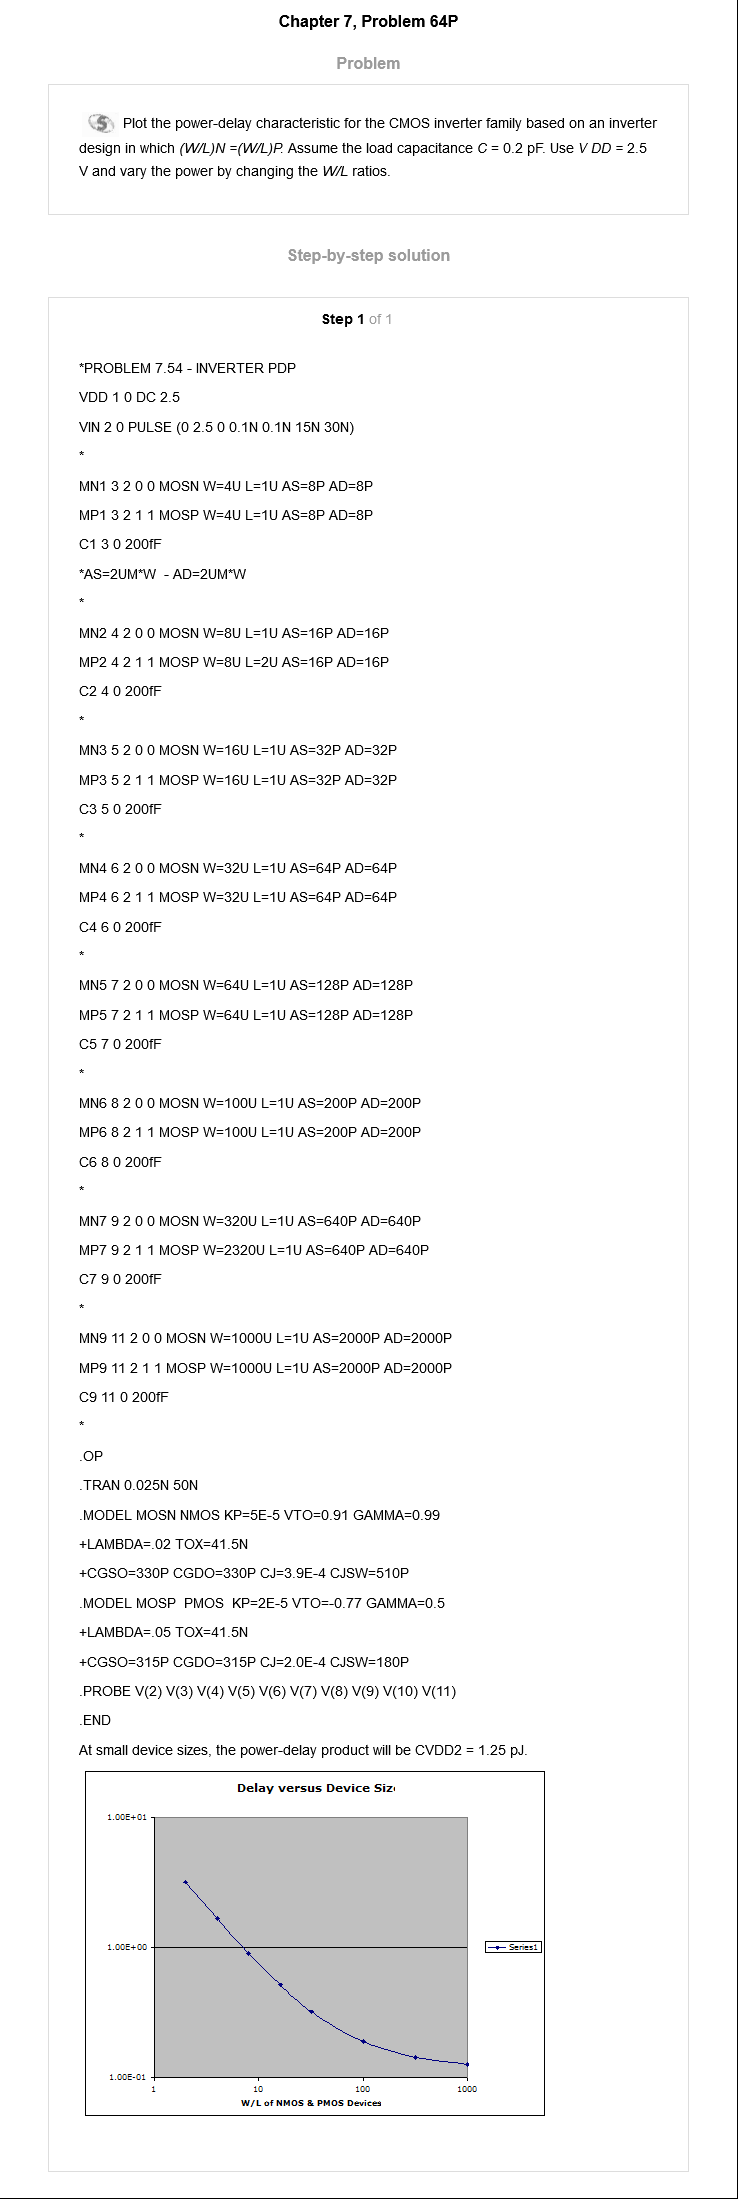 Chapter 7, Problem 64P
Problem
S Plot the power-delay characteristic for the CMOS inverter family based on an inverter
design in which (W/L)N =(W/L)P. Assume the load capacitance C = 0.2 pF. Use V DD = 2.5
V and vary the power by changing the W/L ratios.
Step-by-step solution
Step 1 of 1
*PROBLEM 7.54 - INVERTER PDP
VDD 1 0 DC 2.5
VIN 2 0 PULSE (0 2.5 0 0.1N 0.1N 15N 30N)
*
MN1 3 2 0 0 MOSN W=4U L=1U AS=8P AD=8P
MP1 3 2 1 1 MOSP W=4U L=1U AS=8P AD=8P
C1 3 0 200fF
*AS=2UM*W - AD=2UM*W
*
MN2 4 2 0 0 MOSN W=8U L=1U AS=16P AD=16P
MP2 4 2 1 1 MOSP W=8U L=2U AS=16P AD=16P
C2 4 0 200fF
*
MN3 5 2 0 0 MOSN W=16U L=1U AS=32P AD=32P
MP3 5 2 1 1 MOSP W=16U L=1U AS=32P AD=32P
C3 5 0 200fF
*
MN4 6 2 0 0 MOSN W=32U L=1U AS=64P AD=64P
MP4 6 2 1 1 MOSP W=32U L=1U AS=64P AD=64P
C4 6 0 200fF
*
MN5 7 2 0 0 MOSN W=64U L=1U AS=128P AD=128P
MP5 7 2 1 1 MOSP W=64U L=1U AS=128P AD=128P
C5 7 0 200fF
*
MN6 8 2 0 0 MOSN W=100U L=1U AS=200P AD=200P
MP6 8 2 1 1 MOSP W=100U L=1U AS=200P AD=200P
C6 8 0 200fF
*
MN7 9 2 0 0 MOSN W=320U L=1U AS=640P AD=640P
MP7 9 2 1 1 MOSP W=2320U L=1U AS=640P AD=640P
C7 9 0 200fF
*
MN9 11 2 0 0 MOSN W=1000U L=1U AS=2000P AD=2000P
MP9 11 2 1 1 MOSP W=1000U L=1U AS=2000P AD=2000P
C9 11 0 200fF
*
.OP
.TRAN 0.025N 50N
.MODEL MOSN NMOS KP=5E-5 VTO=0.91 GAMMA=0.99
+LAMBDA=.02 TOX=41.5N
+CGSO=330P CGDO=330P CJ=3.9E-4 CJSW=510P
.MODEL MOSP PMOS KP=2E-5 VTO=-0.77 GAMMA=0.5
+LAMBDA=.05 TOX=41.5N
+CGSO=315P CGDO=315P CJ=2.0E-4 CJSW=180P
.PROBE V(2) V(3) V(4) V(5) V(6) V(7) V(8) V(9) V(10) V(11)
.END
At small device sizes, the power-delay product will be CVDD2 = 1.25 pJ.
Delay versus Device Siz
1.00E+01
1.00E+00
1.00E-01
Series1
1 10 100 1000
W/L of NMOS & PMOS Devices